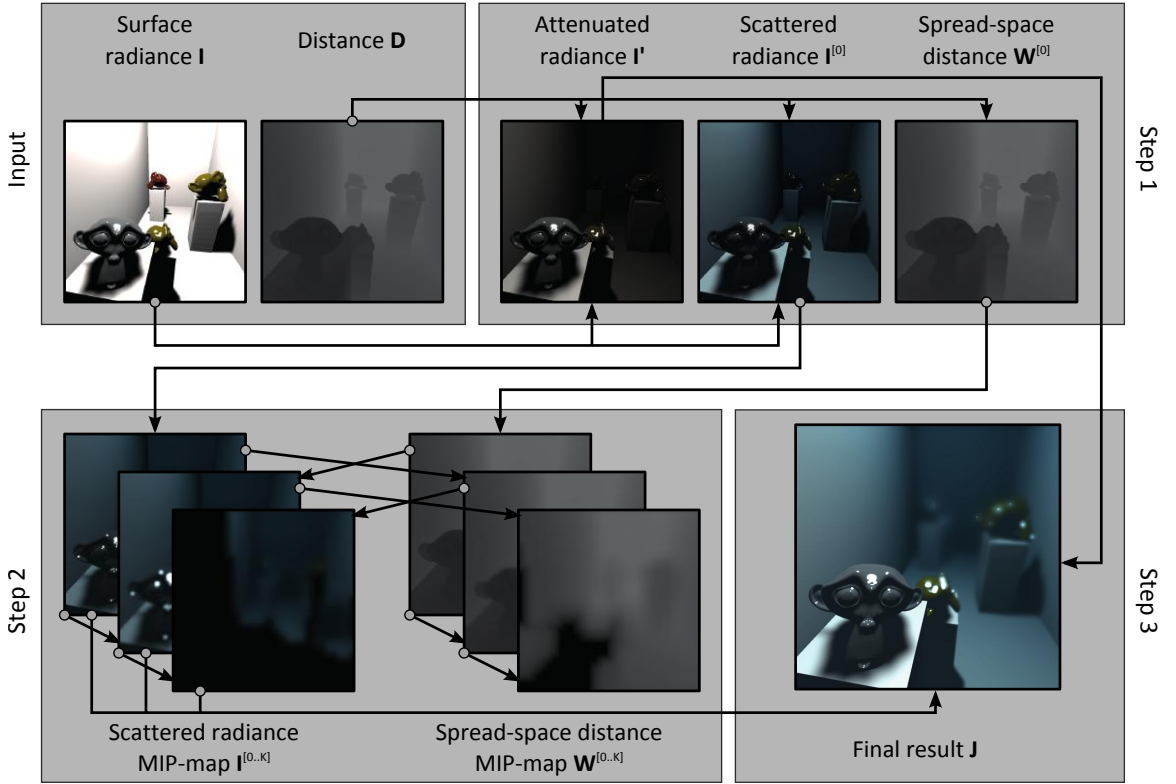 Input
Surface
radiance I
Distance D
Attenuated
radiance I'
Scattered
radiance I[0]
Spread-space
distance W[0]
Step 1
Step 2
Scattered radiance
MIP-map I[0..K]
Spread-space distance
MIP-map W[0..K]
Final result J
Step 3